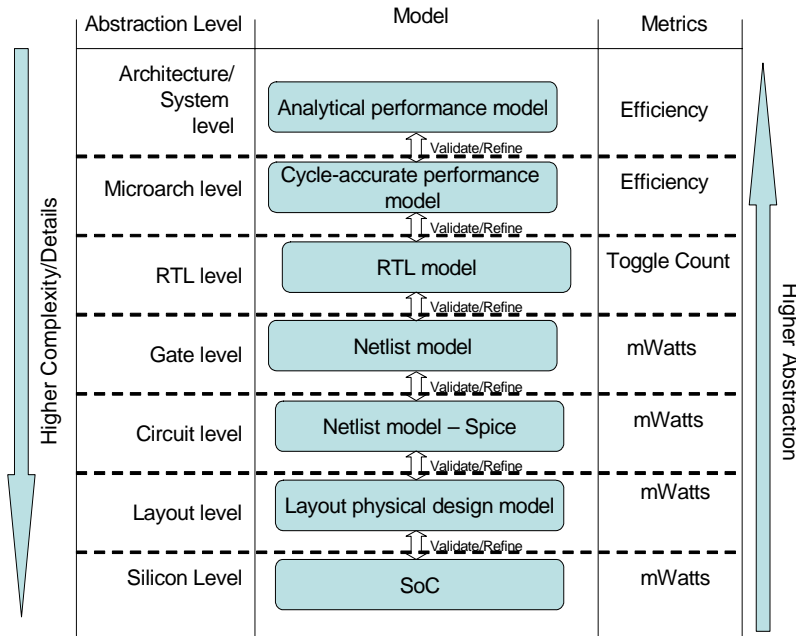 Abstraction Level
Model
Metrics
Architecture/
System
level
Analytical performance model
Efficiency
Validate/Refine
Microarch level
Cycle-accurate performance
model
Efficiency
Validate/Refine
RTL level
RTL model
Toggle Count
Validate/Refine
Gate level
Netlist model
mWatts
Validate/Refine
Circuit level
Netlist model – Spice
mWatts
Validate/Refine
Layout level
Layout physical design model
mWatts
Validate/Refine
Silicon Level
SoC
mWatts
Higher Complexity/Details
Higher Abstraction